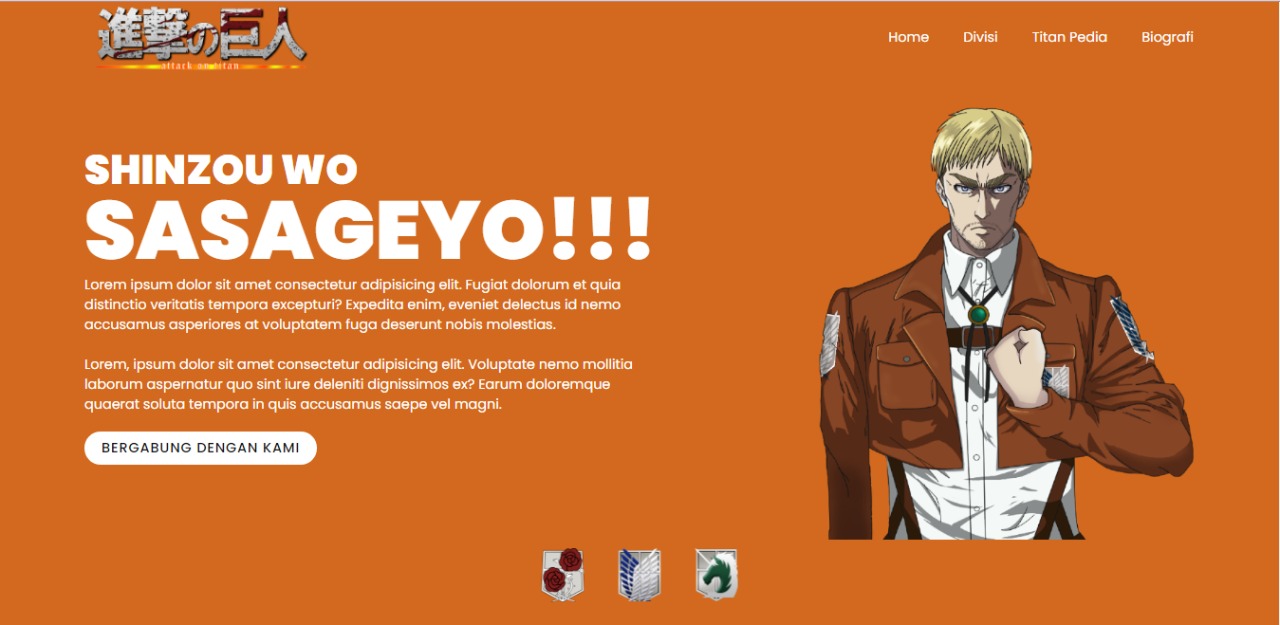 進撃の巨人
attack on titan
Home Divisi Titan Pedia Biografi
SHINZOU WO
SASAGEYO!!!
Lorem ipsum dolor sit amet consectetur adipisicing elit. Fugiat dolorum et quia
distinctio veritatis tempora excepturi? Expedita enim, eveniet delectus id nemo
accusamus asperiores at voluptatem fuga deserunt nobis molestias.
Lorem, ipsum dolor sit amet consectetur adipisicing elit. Voluptate nemo mollitia
laborum aspernatur quo sint iure deleniti dignissimos ex? Earum doloremque
quaerat soluta tempora in quis accusamus saepe vel magni.
BERGABUNG DENGAN KAMI